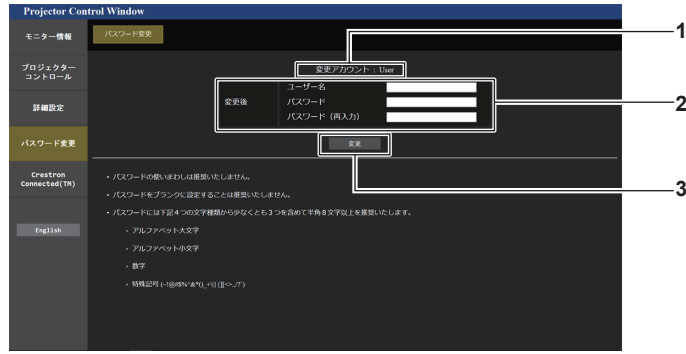 Projector Control Window
モニター情報
パスワード変更
1
プロジェクター
コントロール
変更アカウント : User
詳細設定
変更後
ユーザー名
パスワード
パスワード (再入力)
2
パスワード変更
変更
Crestron
Connected(TM)
• パスワードの使いまわしは推奨いたしません。
3
• パスワードをブランクに設定することは推奨いたしません。
• パスワードには下記4つの文字種類から少なくとも3つを含めて半角8文字以上を推奨いたします。
English
• アルファベット大文字
• アルファベット小文字
• 数字
• 特殊記号